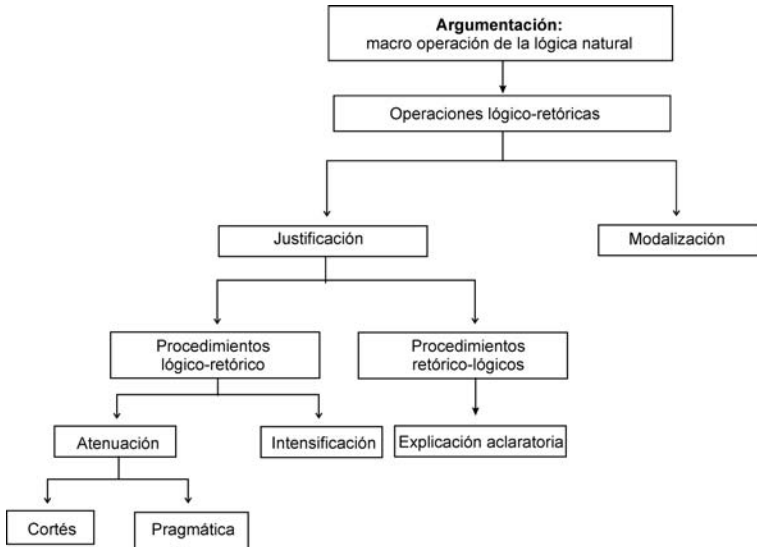 Argumentación:
macro operación de la lógica natural
Operaciones lógico-retóricas
Justificación
Modalización
Procedimientos
lógico-retórico
Procedimientos
retórico-lógicos
Atenuación
Intensificación
Explicación aclaratoria
Cortés
Pragmática